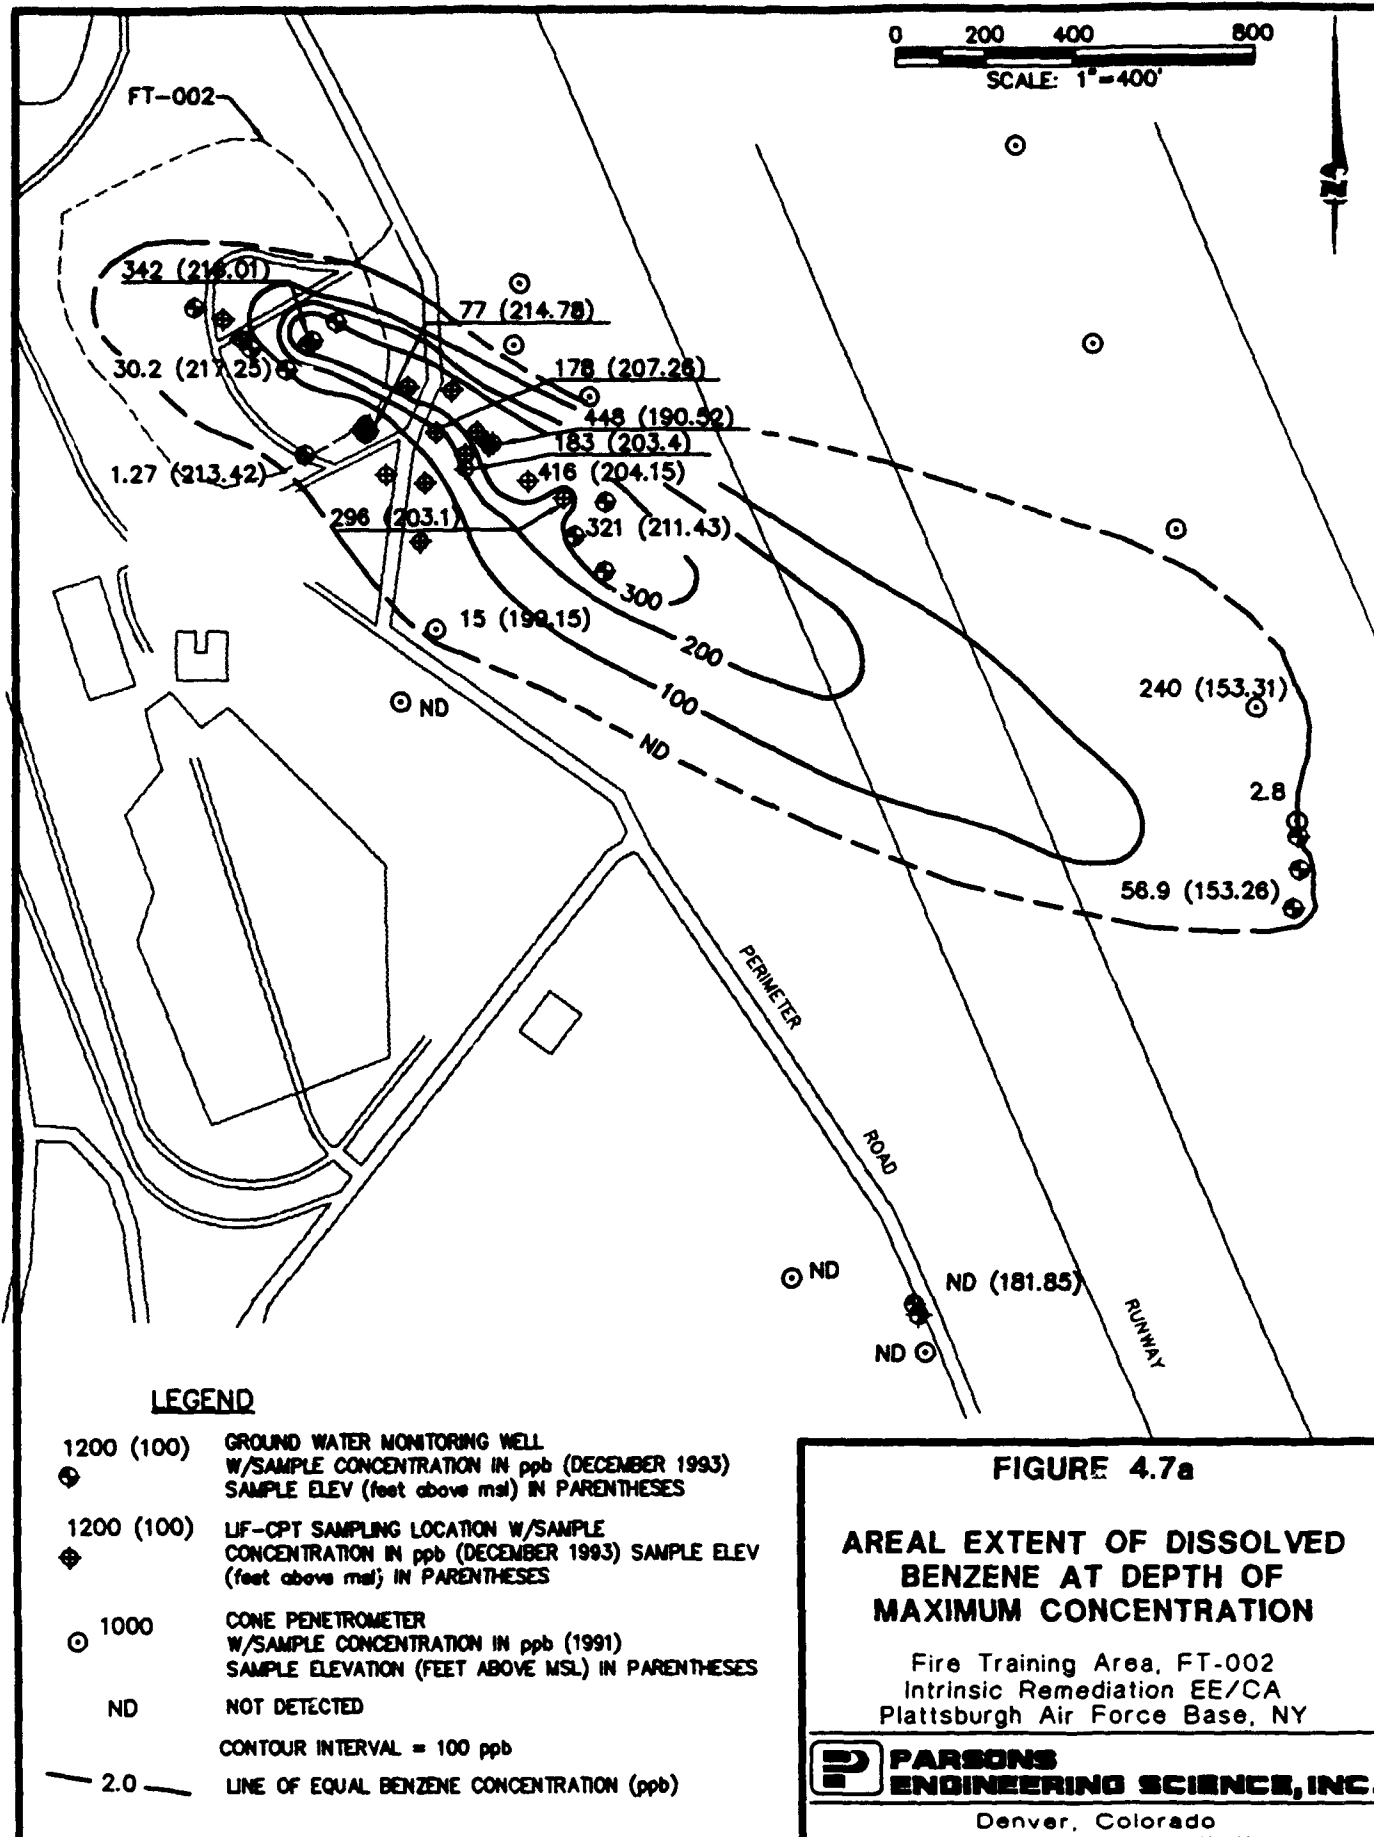 0 200 400 800
SCALE: 1"=400'
FT-002
N
342 (218.01)
77 (214.78)
30.2 (217.25)
178 (207.26)
448 (190.52)
183 (203.4)
1.27 (213.42)
416 (204.15)
296 (203.1)
321 (211.43)
300
15 (199.15)
200
100
ND
ND
240 (153.31)
2.8
56.9 (153.26)
PERIMETER
ROAD
ND
ND (181.85)
ND
RUNWAY
LEGEND
1200 (100) GROUND WATER MONITORING WELL
W/SAMPLE CONCENTRATION IN ppb (DECEMBER 1993)
SAMPLE ELEV (feet above msl) IN PARENTHESES
1200 (100) LIF-CPT SAMPLING LOCATION W/SAMPLE
CONCENTRATION IN ppb (DECEMBER 1993) SAMPLE ELEV
(feet above msl) IN PARENTHESES
1000 CONE PENETROMETER
W/SAMPLE CONCENTRATION IN ppb (1991)
SAMPLE ELEVATION (FEET ABOVE MSL) IN PARENTHESES
ND NOT DETECTED
CONTOUR INTERVAL = 100 ppb
2.0 LINE OF EQUAL BENZENE CONCENTRATION (ppb)
FIGURE 4.7a
AREAL EXTENT OF DISSOLVED
BENZENE AT DEPTH OF
MAXIMUM CONCENTRATION
Fire Training Area, FT-002
Intrinsic Remediation EE/CA
Plattsburgh Air Force Base, NY
PARSONS
ENGINEERING SCIENCE, INC.
Denver, Colorado